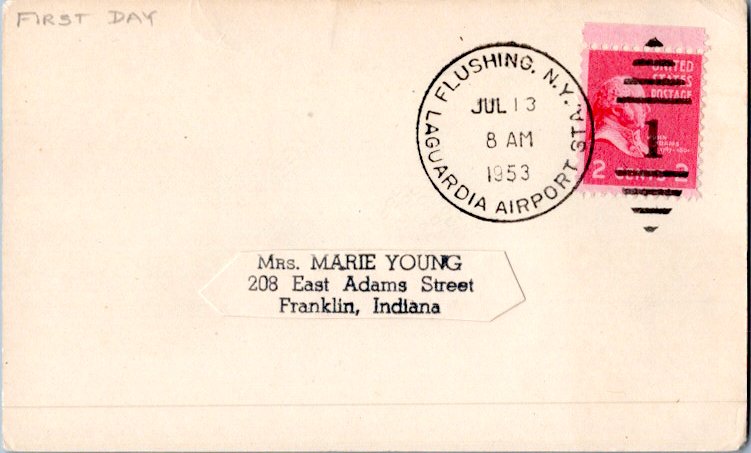 FIRST DAY
FLUSHING, N.Y.
LAGUARDIA AIRPORT STA.
JUL 13
8 AM
1953
UNITED
STATES
POSTAGE
ADAMS
2 2
1
MRS. MARIE YOUNG
208 East Adams Street
Franklin, Indiana